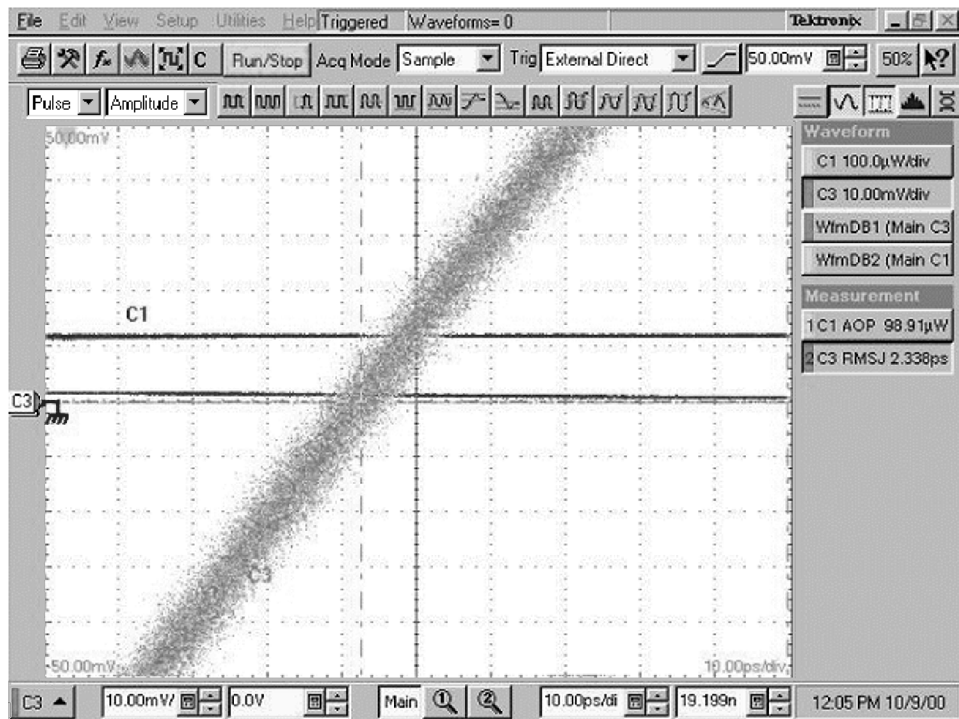 File Edit View Setup Utilities Help Triggered Waveforms= 0 Tektronix
C Run/Stop Acq Mode Sample Trig External Direct 50.00mV 50%
Pulse Amplitude
50.00mV
Waveform
C1 100.0µW/div
C3 10.00mV/div
WfmDB1 (Main C3
WfmDB2 (Main C1
Measurement
1 C1 AOP 98.91µW
2 C3 RMSJ 2.338ps
C1
C3
C3
-50.00mV
10.00ps/div
C3 10.00mV/ 0.0V Main 1 2 10.00ps/di 19.199n 12:05 PM 10/9/00